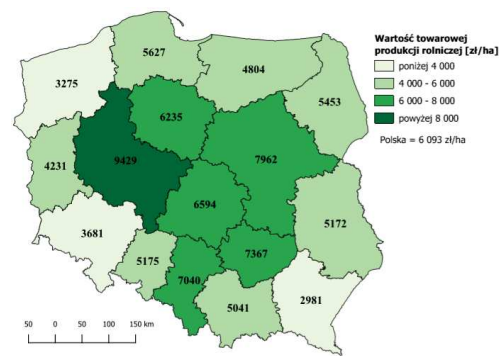 Wartość towarowej
produkcji rolniczej [zł/ha]
poniżej 4 000
4 000 - 6 000
6 000 - 8 000
powyżej 8 000
Polska = 6 093 zł/ha
5627
4804
3275
5453
6235
7962
9429
4231
6594
5172
3681
7367
5175
7040
5041
2981
50 0 50 100 150 km